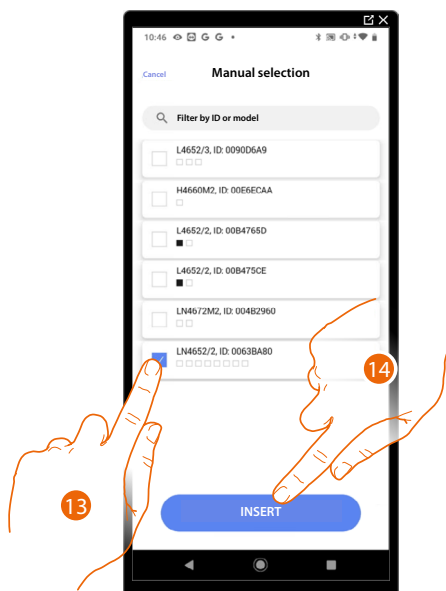 10:46 G G
Cancel
Manual selection
Filter by ID or model
L4652/3, ID: 0090D6A9
H4660M2, ID: 00E6ECAA
L4652/2, ID: 00B4765D
L4652/2, ID: 00B475CE
LN4672M2, ID: 004B2960
LN4652/2, ID: 0063BA80
14
INSERT
13